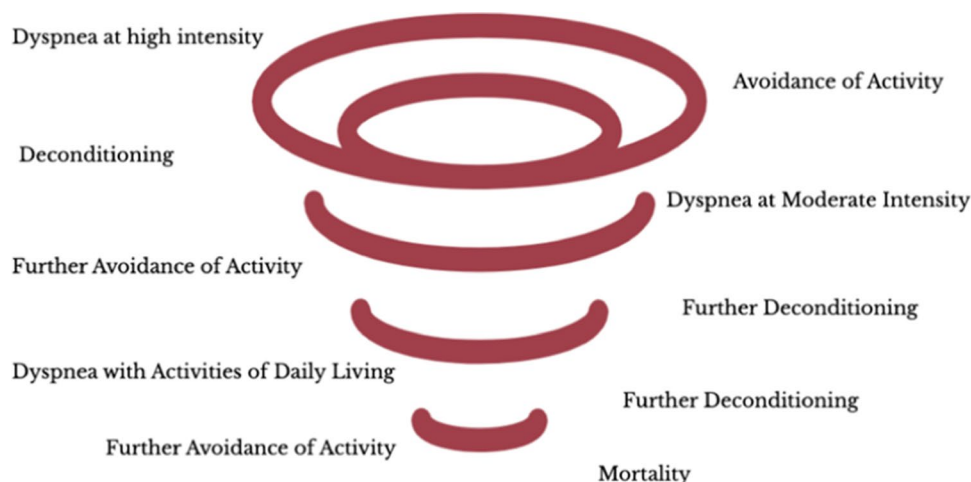 Dyspnea at high intensity
Avoidance of Activity
Deconditioning
Dyspnea at Moderate Intensity
Further Avoidance of Activity
Further Deconditioning
Dyspnea with Activities of Daily Living
Further Deconditioning
Further Avoidance of Activity
Mortality